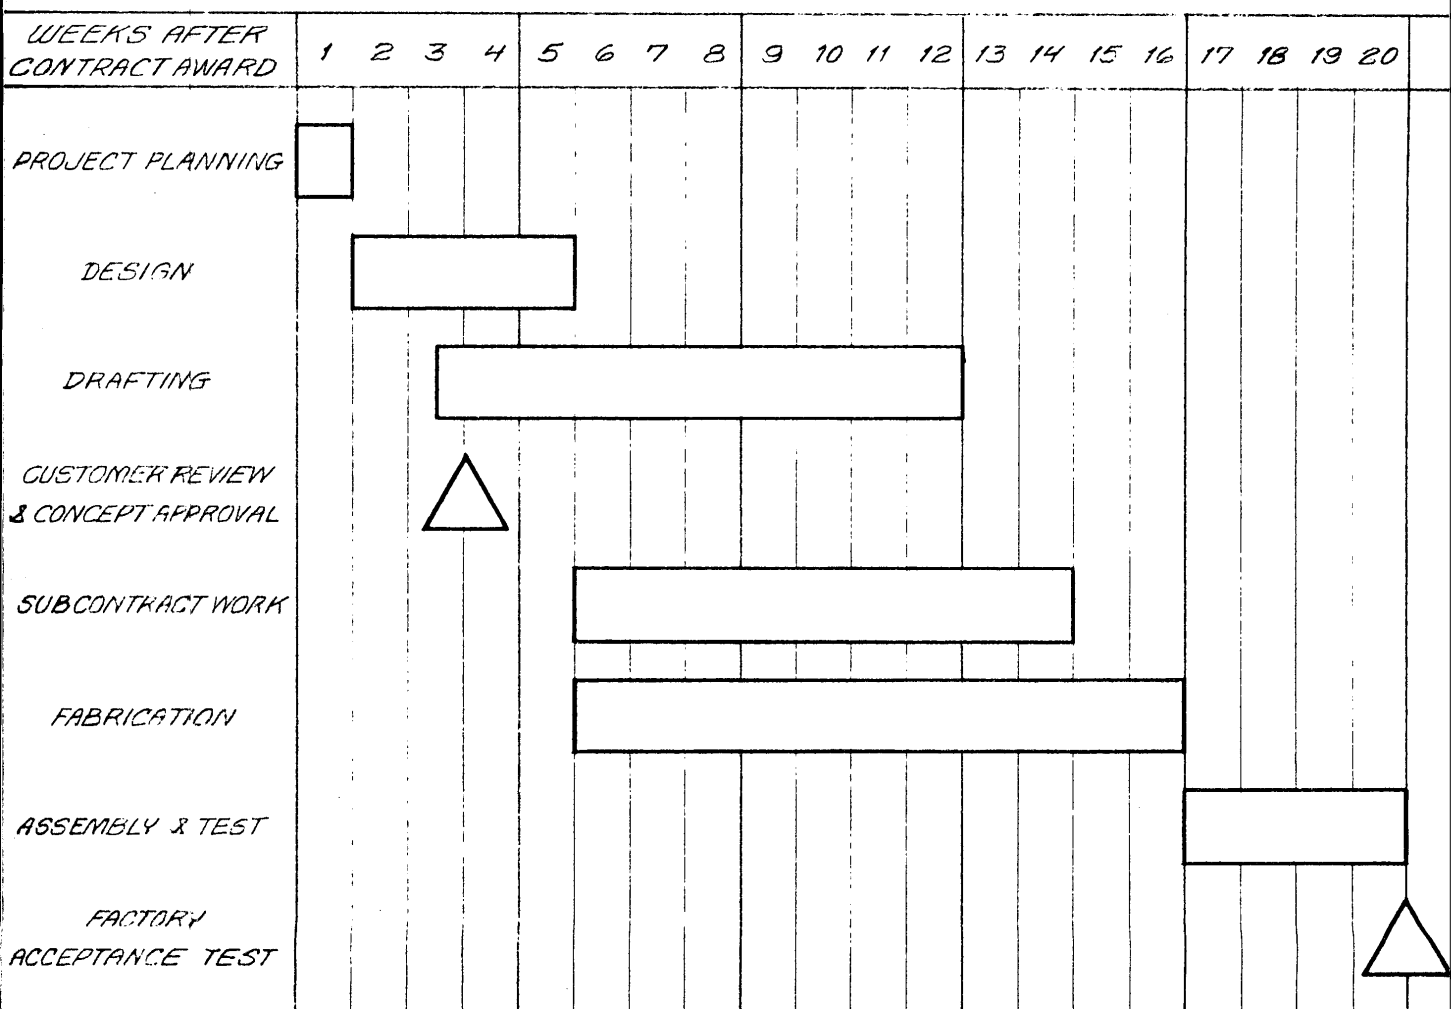 WEEKS AFTER
CONTRACT AWARD
1 2 3 4 5 6 7 8 9 10 11 12 13 14 15 16 17 18 19 20
PROJECT PLANNING
DESIGN
DRAFTING
CUSTOMER REVIEW
& CONCEPT APPROVAL
SUBCONTRACT WORK
FABRICATION
ASSEMBLY & TEST
FACTORY
ACCEPTANCE TEST